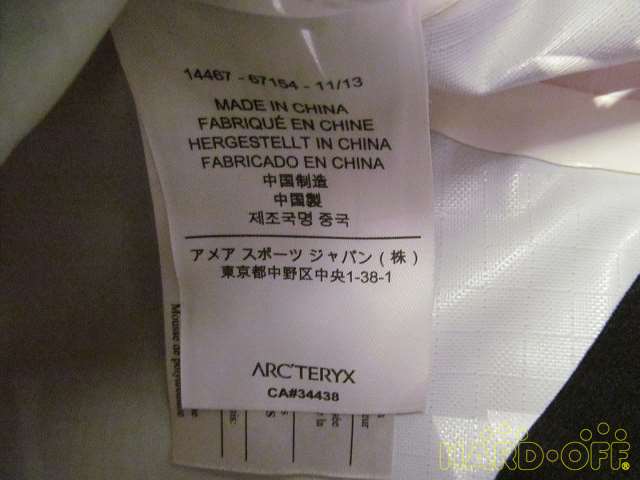 14467 - 67154 - 11/13
MADE IN CHINA
FABRIQUÉ EN CHINE
HERGESTELLT IN CHINA
FABRICADO EN CHINA
中国制造
中国製
제조국명 중국
アメア スポーツ ジャパン ( 株 )
東京都中野区中央1-38-1
ARC'TERYX
CA#34438
Mousse de
HARD-OFF®